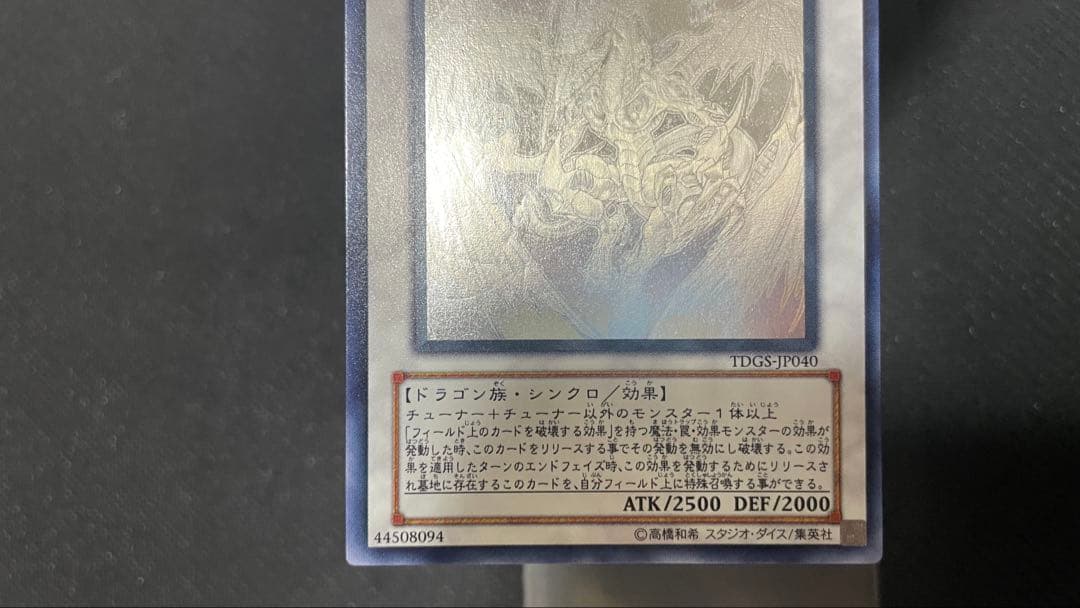 TDGS-JP040
【ドラゴン族・シンクロ/効果】
チューナー+チューナー以外のモンスター1体以上
「フィールド上のカードを破壊する効果」を持つ魔法・罠・効果モンスターの効果が
発動した時、このカードをリリースする事でその発動を無効にし破壊する。この効
果を適用したターンのエンドフェイズ時、この効果を発動するためにリリースさ
れ墓地に存在するこのカードを、自分フィールド上に特殊召喚する事ができる。
ATK/2500 DEF/2000
44508094 ©高橋和希 スタジオ・ダイス/集英社